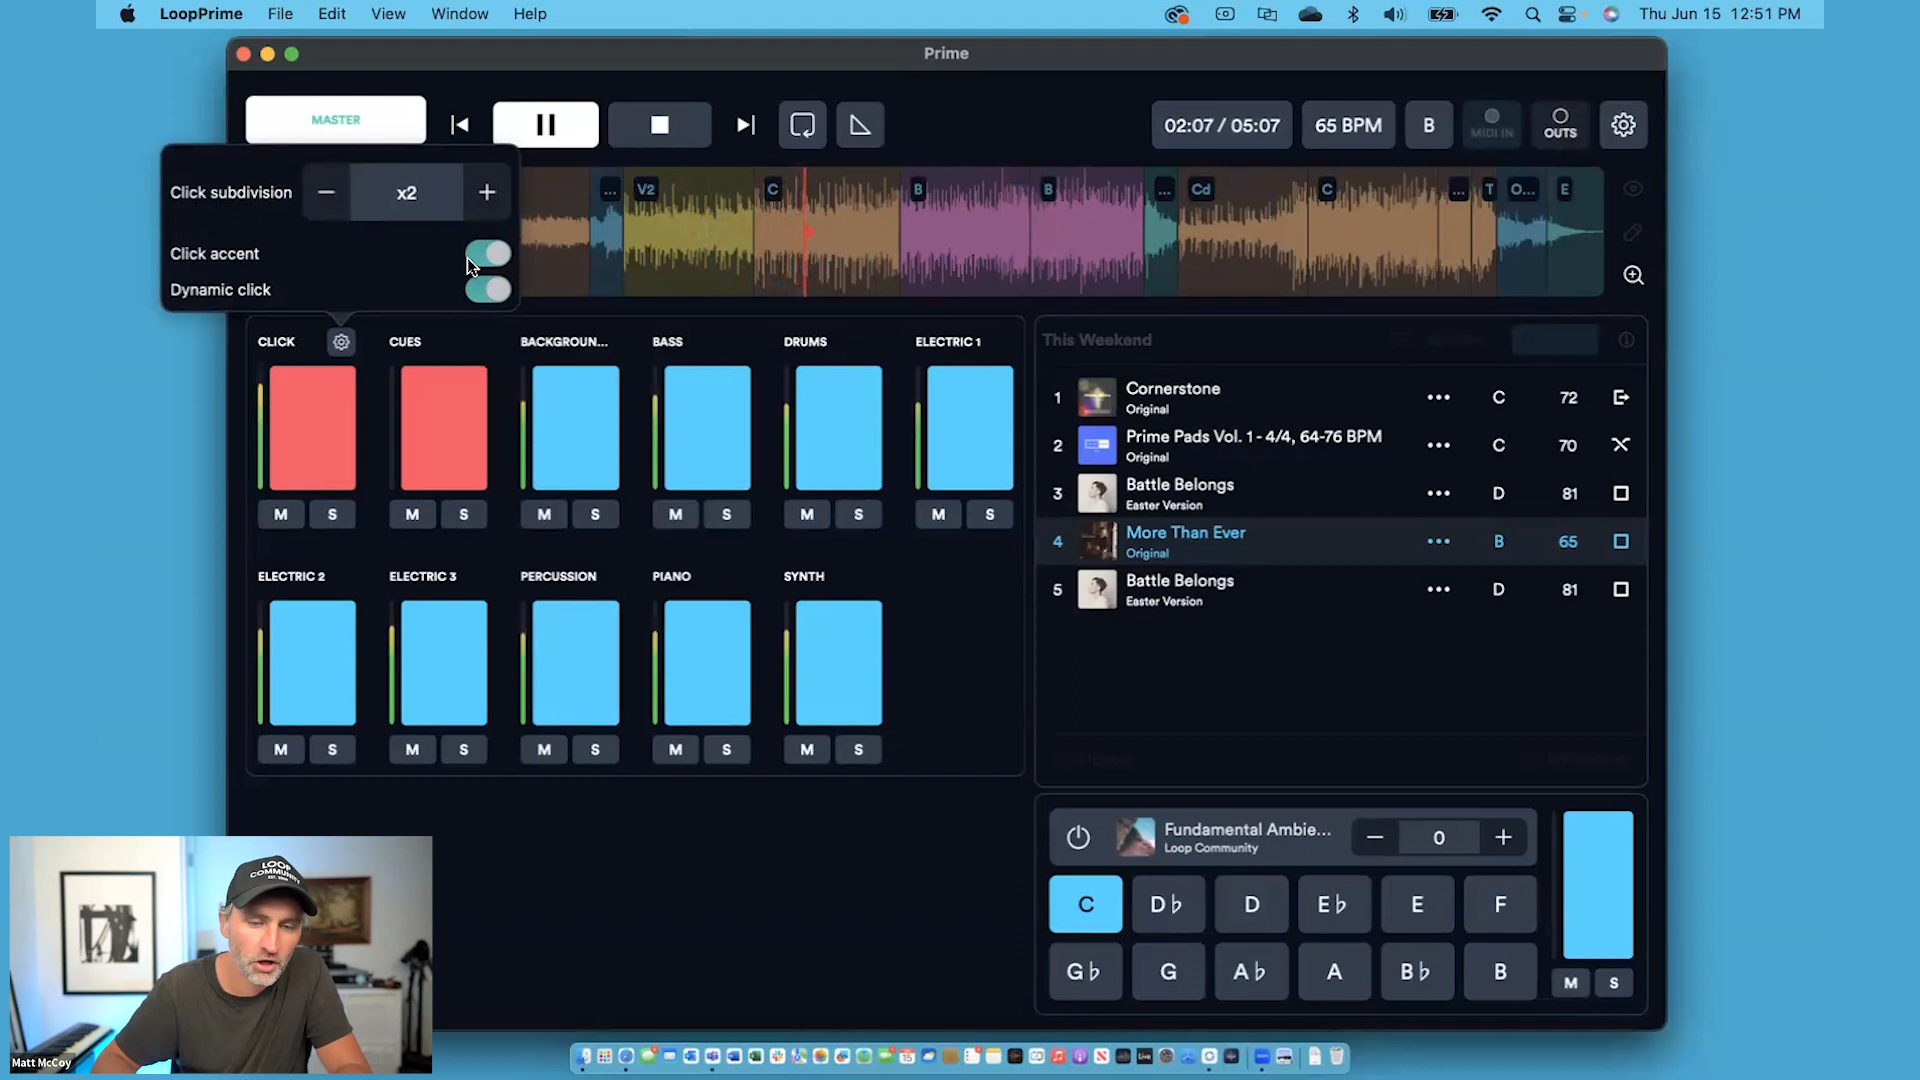 LoopPrime File Edit View Window Help Thu Jun 15 12:51 PM
Prime
MASTER
02:07 / 05:07
65 BPM
B
MIDI IN
OUTS
Click subdivision
x2
Click accent
Dynamic click
... V2 C B B ... Cd C ... T O... E
CLICK CUES BACKGROUN... BASS DRUMS ELECTRIC 1
M S M S M S M S M S M S
ELECTRIC 2 ELECTRIC 3 PERCUSSION PIANO SYNTH
M S M S M S M S M S
This Weekend
1 Cornerstone ••• C 72
Original
2 Prime Pads Vol. 1 - 4/4, 64-76 BPM ••• C 70
Original
3 Battle Belongs ••• D 81
Easter Version
4 More Than Ever ••• B 65
Original
5 Battle Belongs ••• D 81
Easter Version
Fundamental Ambie...
Loop Community
0
C D♭ D E♭ E F
G♭ G A♭ A B♭ B
M S
LOOP
COMMUNITY
Matt McCoy